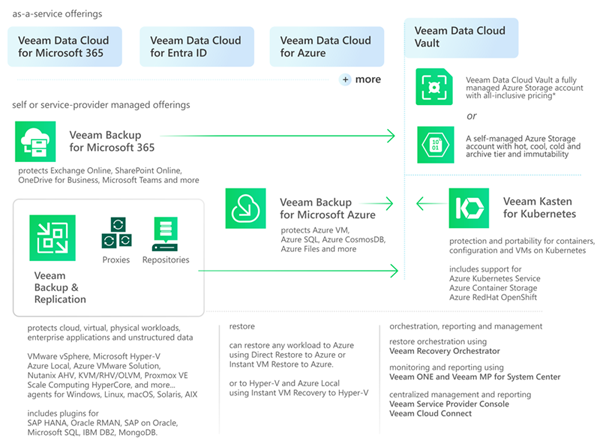 as-a-service offerings
Veeam Data Cloud
for Microsoft 365
Veeam Data Cloud
for Entra ID
Veeam Data Cloud
for Azure
Veeam Data Cloud
Vault
+ more
Veeam Data Cloud Vault a fully
managed Azure Storage account
with all-inclusive pricing*
or
10
01
A self-managed Azure Storage
account with hot, cool, cold and
archive tier and immutability
self or service-provider managed offerings
Veeam Backup
for Microsoft 365
protects Exchange Online, SharePoint Online,
OneDrive for Business, Microsoft Teams and more
Veeam Backup
for Microsoft Azure
protects Azure VM,
Azure SQL, Azure CosmosDB,
Azure Files and more
Veeam Kasten
for Kubernetes
protection and portability for containers,
configuration and VMs on Kubernetes
includes support for
Azure Kubernetes Service
Azure Container Storage
Azure RedHat OpenShift
Veeam
Backup &
Replication
Proxies
Repositories
protects cloud, virtual, physical workloads,
enterprise applications and unstructured data
VMware vSphere, Microsoft Hyper-V
Azure Local, Azure VMware Solution,
Nutanix AHV, KVM/RHV/OLVM, Proxmox VE
Scale Computing HyperCore, and more...
agents for Windows, Linux, macOS, Solaris, AIX
includes plugins for
SAP HANA, Oracle RMAN, SAP on Oracle,
Microsoft SQL, IBM DB2, MongoDB.
restore
can restore any workload to Azure
using Direct Restore to Azure or
Instant VM Restore to Azure.
or to Hyper-V and Azure Local
using Instant VM Recovery to Hyper-V
orchestration, reporting and management
restore orchestration using
Veeam Recovery Orchestrator
monitoring and reporting using
Veeam ONE and Veeam MP for System Center
centralized management and reporting
Veeam Service Provider Console
Veeam Cloud Connect